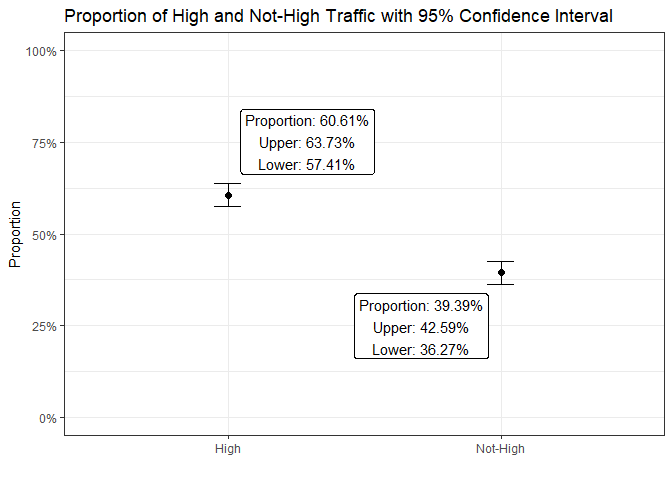 Proportion of High and Not-High Traffic with 95% Confidence Interval
100%
75%
50%
25%
0%
Proportion
Proportion: 60.61%
Upper: 63.73%
Lower: 57.41%
Proportion: 39.39%
Upper: 42.59%
Lower: 36.27%
High
Not-High